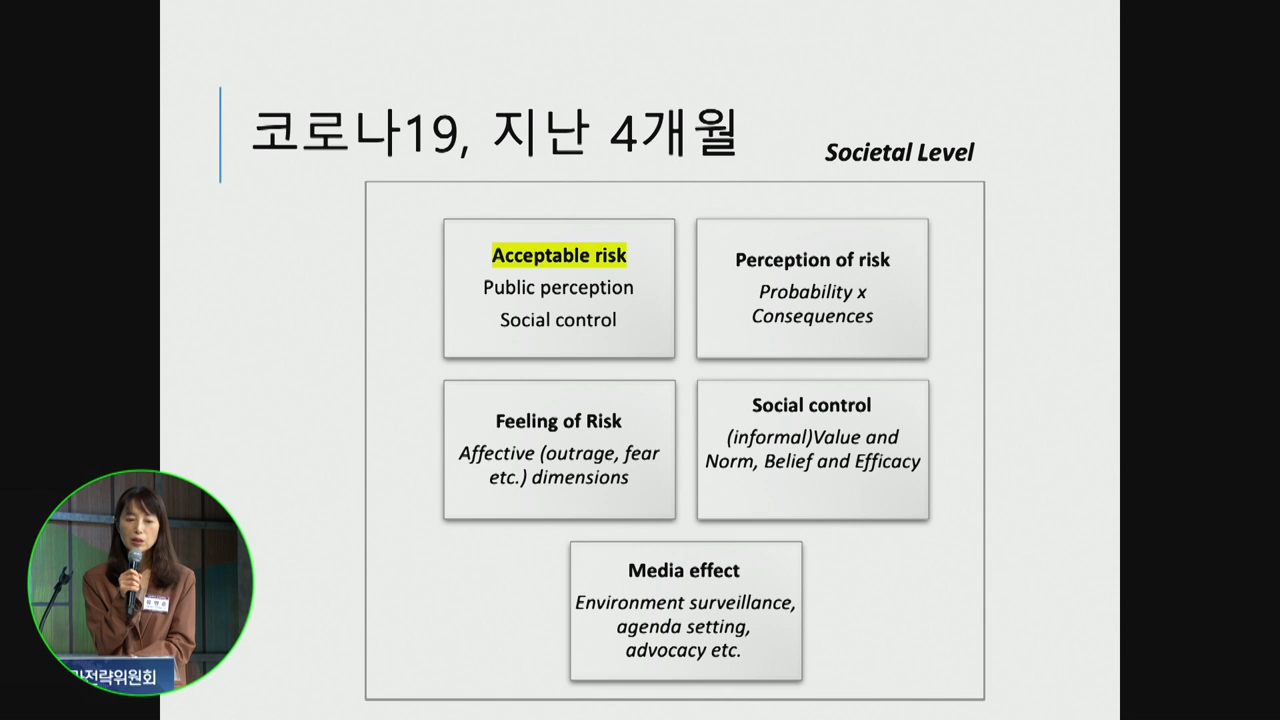 코로나19, 지난 4개월
Societal Level
Acceptable risk
Public perception
Social control
Perception of risk
Probability x
Consequences
Feeling of Risk
Affective (outrage, fear
etc.) dimensions
Social control
(informal)Value and
Norm, Belief and Efficacy
Media effect
Environment surveillance,
agenda setting,
advocacy etc.
전략위원회